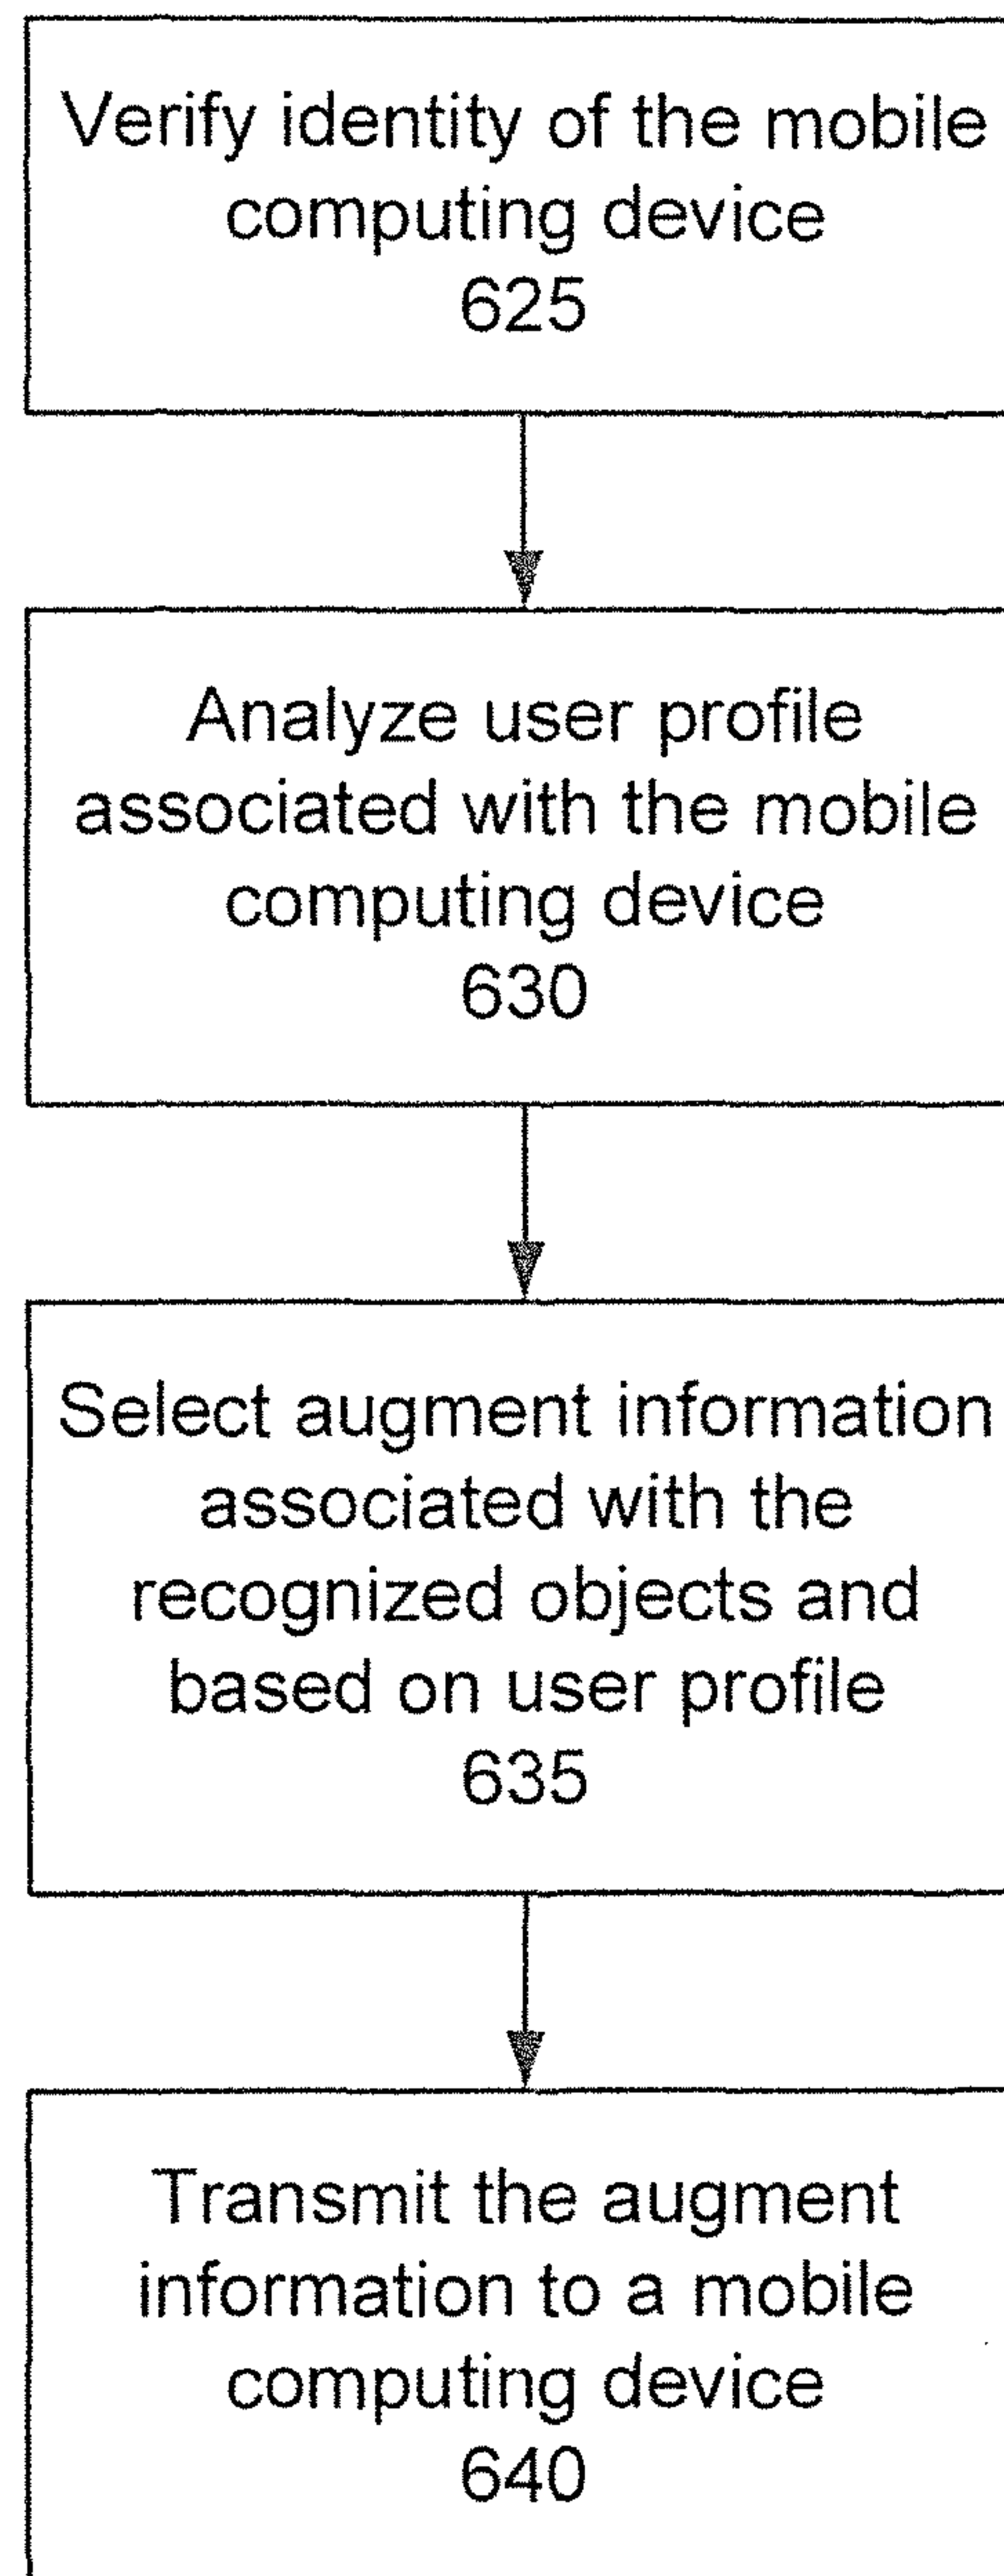 Verify identity of the mobile
computing device
625
Analyze user profile
associated with the mobile
computing device
630
Select augment information
associated with the
recognized objects and
based on user profile
635
Transmit the augment
information to a mobile
computing device
640